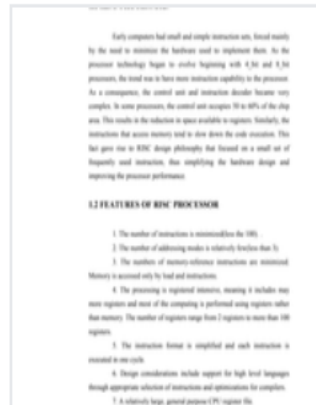 Early computers had small and simple instruction sets, forced mainly
by the need to minimize the hardware used to implement them. As the
processor technology began to evolve beginning with 4_bit and 8_bit
processors, the trend was to have more instruction capability to the processor.
As a consequence, the control unit and instruction decoder became very
complex. In some processors, the control unit occupies 50 to 60% of the chip
area. This results in the reduction in space available to registers. Similarly, the
instructions that access memory tend to slow down the code execution. This
fact gave rise to RISC design philosophy that focused on a small set of
frequently used instruction, thus simplifying the hardware design and
improving the processor performance.
1.2 FEATURES OF RISC PROCESSOR
1. The number of instructions is minimized(less the 100).
2. The number of addressing modes is relatively few(less than 3)
3. The numbers of memory-reference instructions are minimized.
Memory is accessed only by load and instructions.
4. The processing is registered intensive, meaning it includes may
more registers and most of the computing is performed using registers rather
than memory. The number of registers range from 2 registers to more than 100
registers.
5. The instruction format is simplified and each instruction is
executed in one cycle.
6. Design considerations include support for high level languages
through appropriate selection of instructions and optimizations for compilers.
7. A relatively large, general purpose CPU register file.